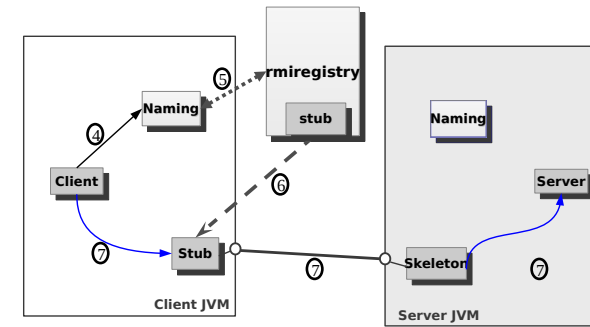 5
rmiregistry
Naming
stub
Naming
4
Client
6
Server
7
Stub
7
Skeleton
7
Client JVM
Server JVM